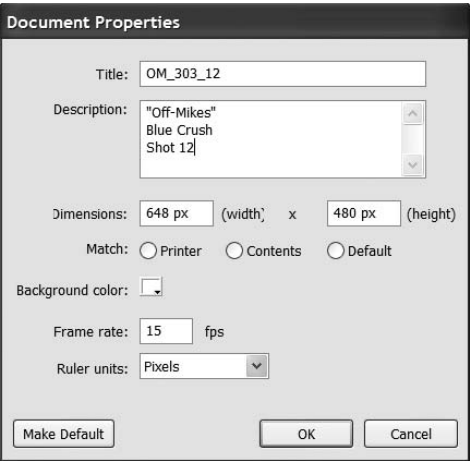 Document Properties
Title: OM_303_12
Description: "Off-Mikes"
Blue Crush
Shot 12
Dimensions: 648 px (width) x 480 px (height)
Match: Printer Contents Default
Background color:
Frame rate: 15 fps
Ruler units: Pixels
Make Default OK Cancel